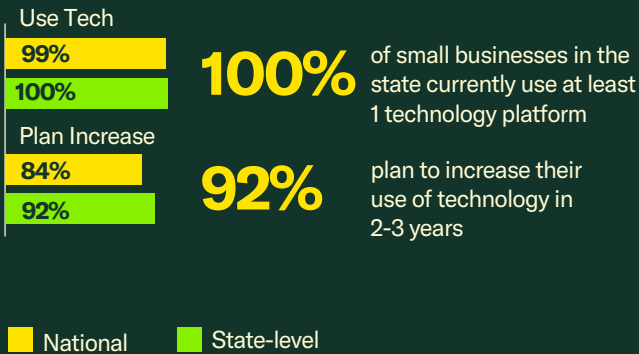 Use Tech
99%
100%
100%
of small businesses in the
state currently use at least
1 technology platform
Plan Increase
84%
92%
92%
plan to increase their
use of technology in
2-3 years
National
State-level